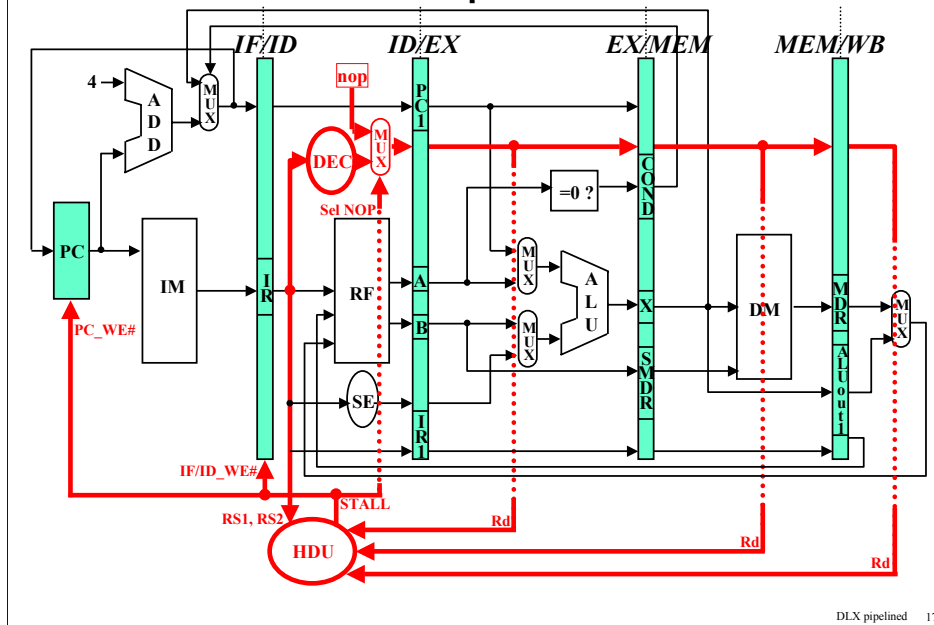 IF/ID
ID/EX
EX/MEM
MEM/WB
nop
4
ADD
MUX
PC1
MUX
DEC
COND
=0 ?
Sel NOP
PC
IM
IR
RF
A
B
MUX
MUX
ALU
X
DM
MDR
MUX
PC_WE#
SMDR
ALUout1
SE
IR1
IF/ID_WE#
STALL
RS1, RS2
Rd
HDU
Rd
Rd
DLX pipelined 17